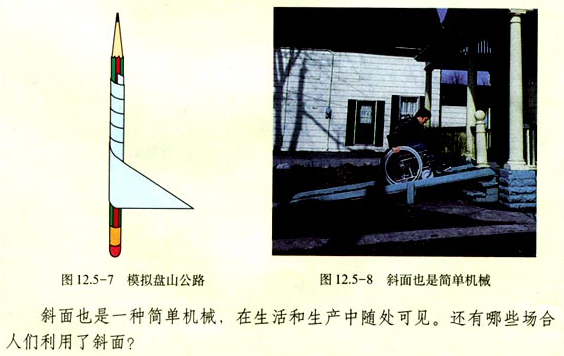 图 12.5-7 模拟盘山公路
图 12.5-8 斜面也是简单机械
斜面也是一种简单机械，在生活和生产中随处可见。还有哪些场合
人们利用了斜面？